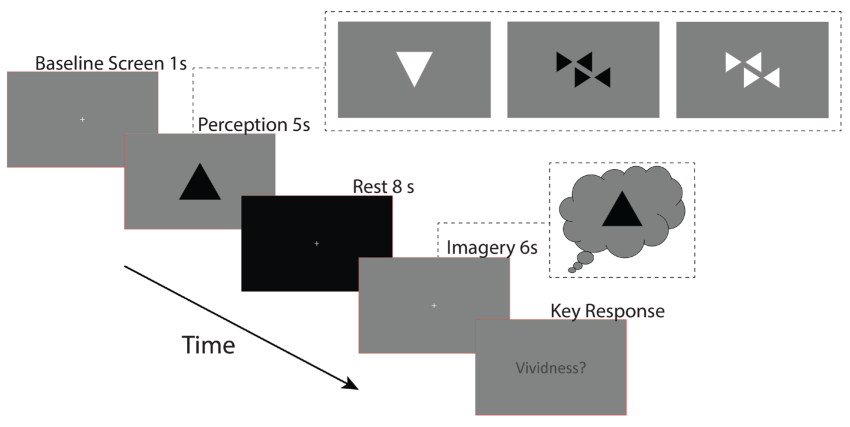 Baseline Screen 1s
Perception 5s
Rest 8 s
Imagery 6s
Key Response
Vividness?
Time